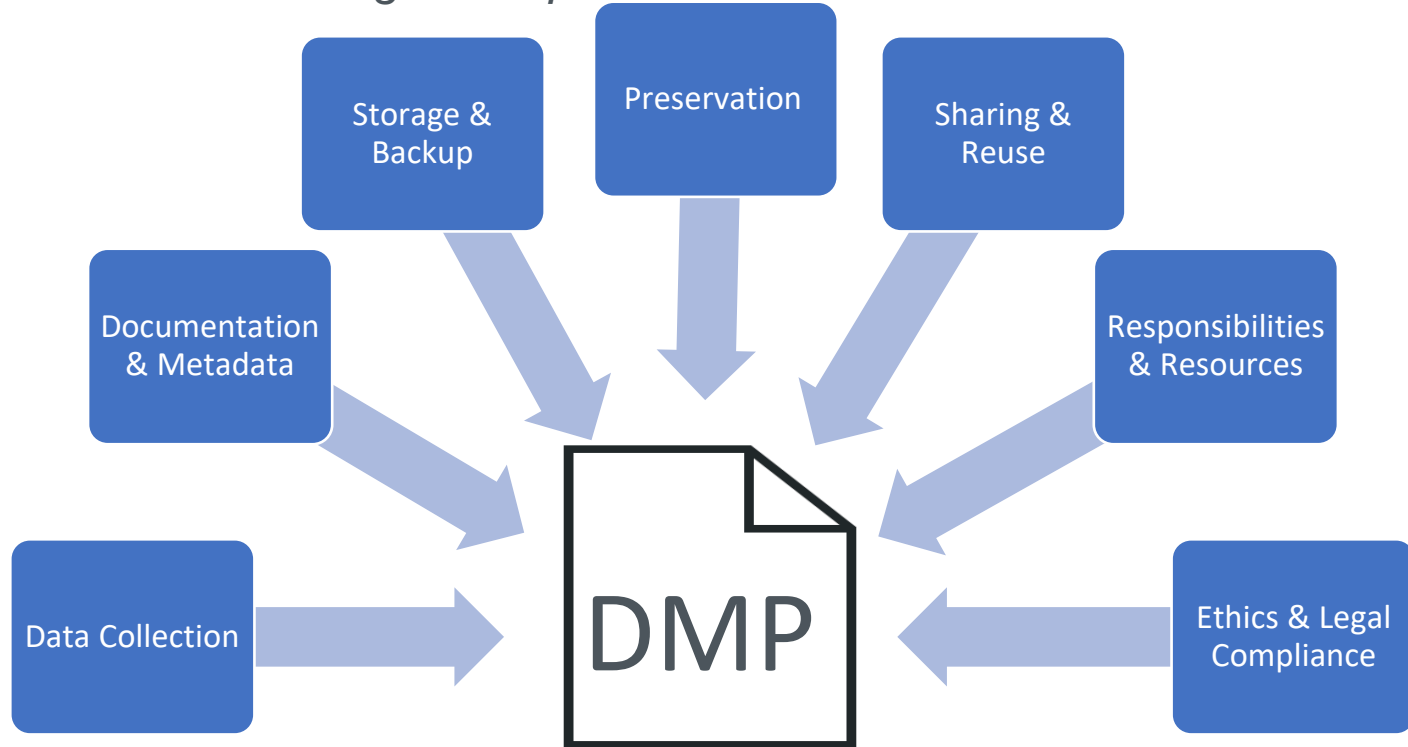 Preservation
Storage &
Backup
Sharing &
Reuse
Documentation
& Metadata
Responsibilities
& Resources
Data Collection
DMP
Ethics & Legal
Compliance